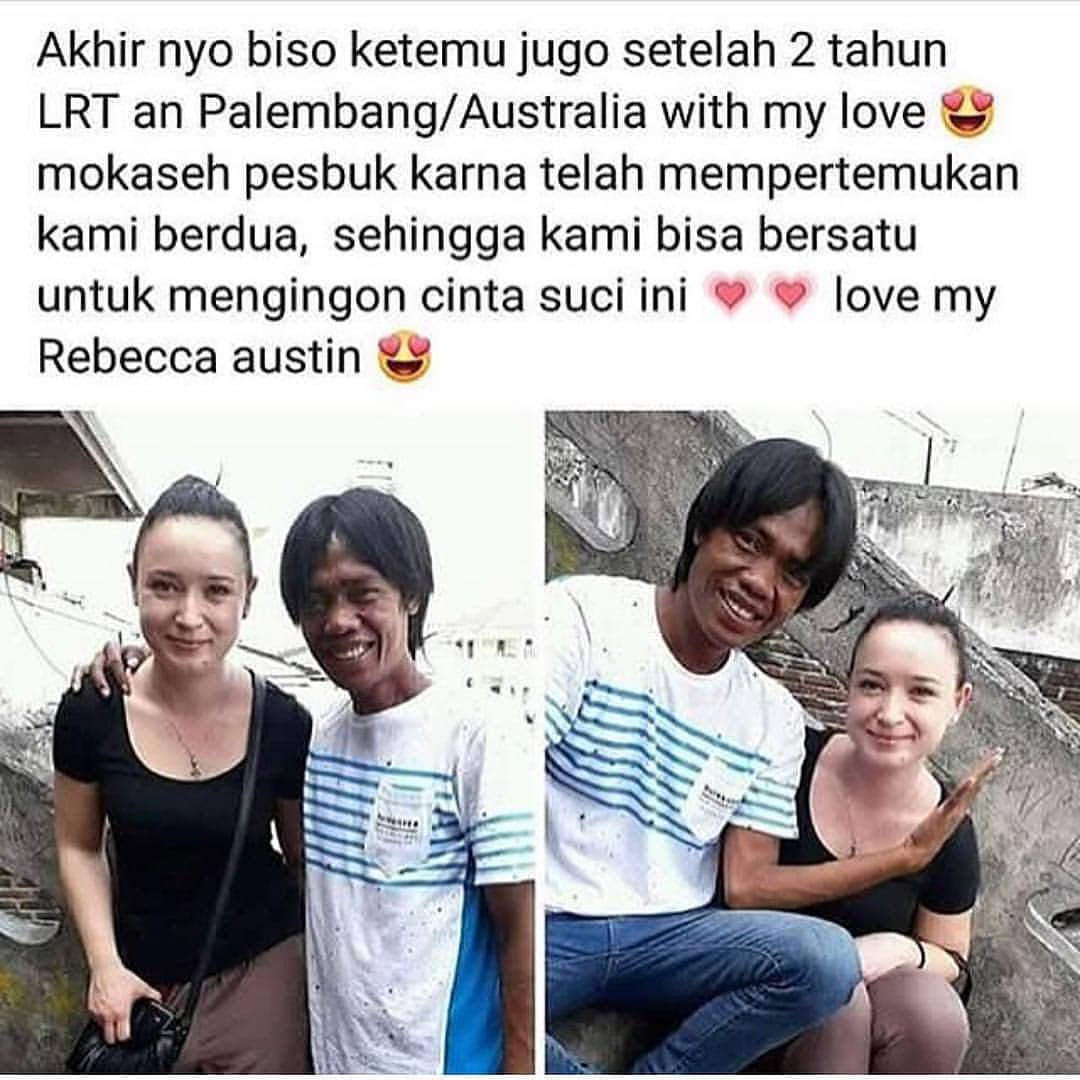 Akhir nyo biso ketemu jugo setelah 2 tahun
LRT an Palembang/Australia with my love 😍
mokaseh pesbuk karna telah mempertemukan
kami berdua,  sehingga kami bisa bersatu
untuk mengingon cinta suci ini 💗💗 love my
Rebecca austin 😍